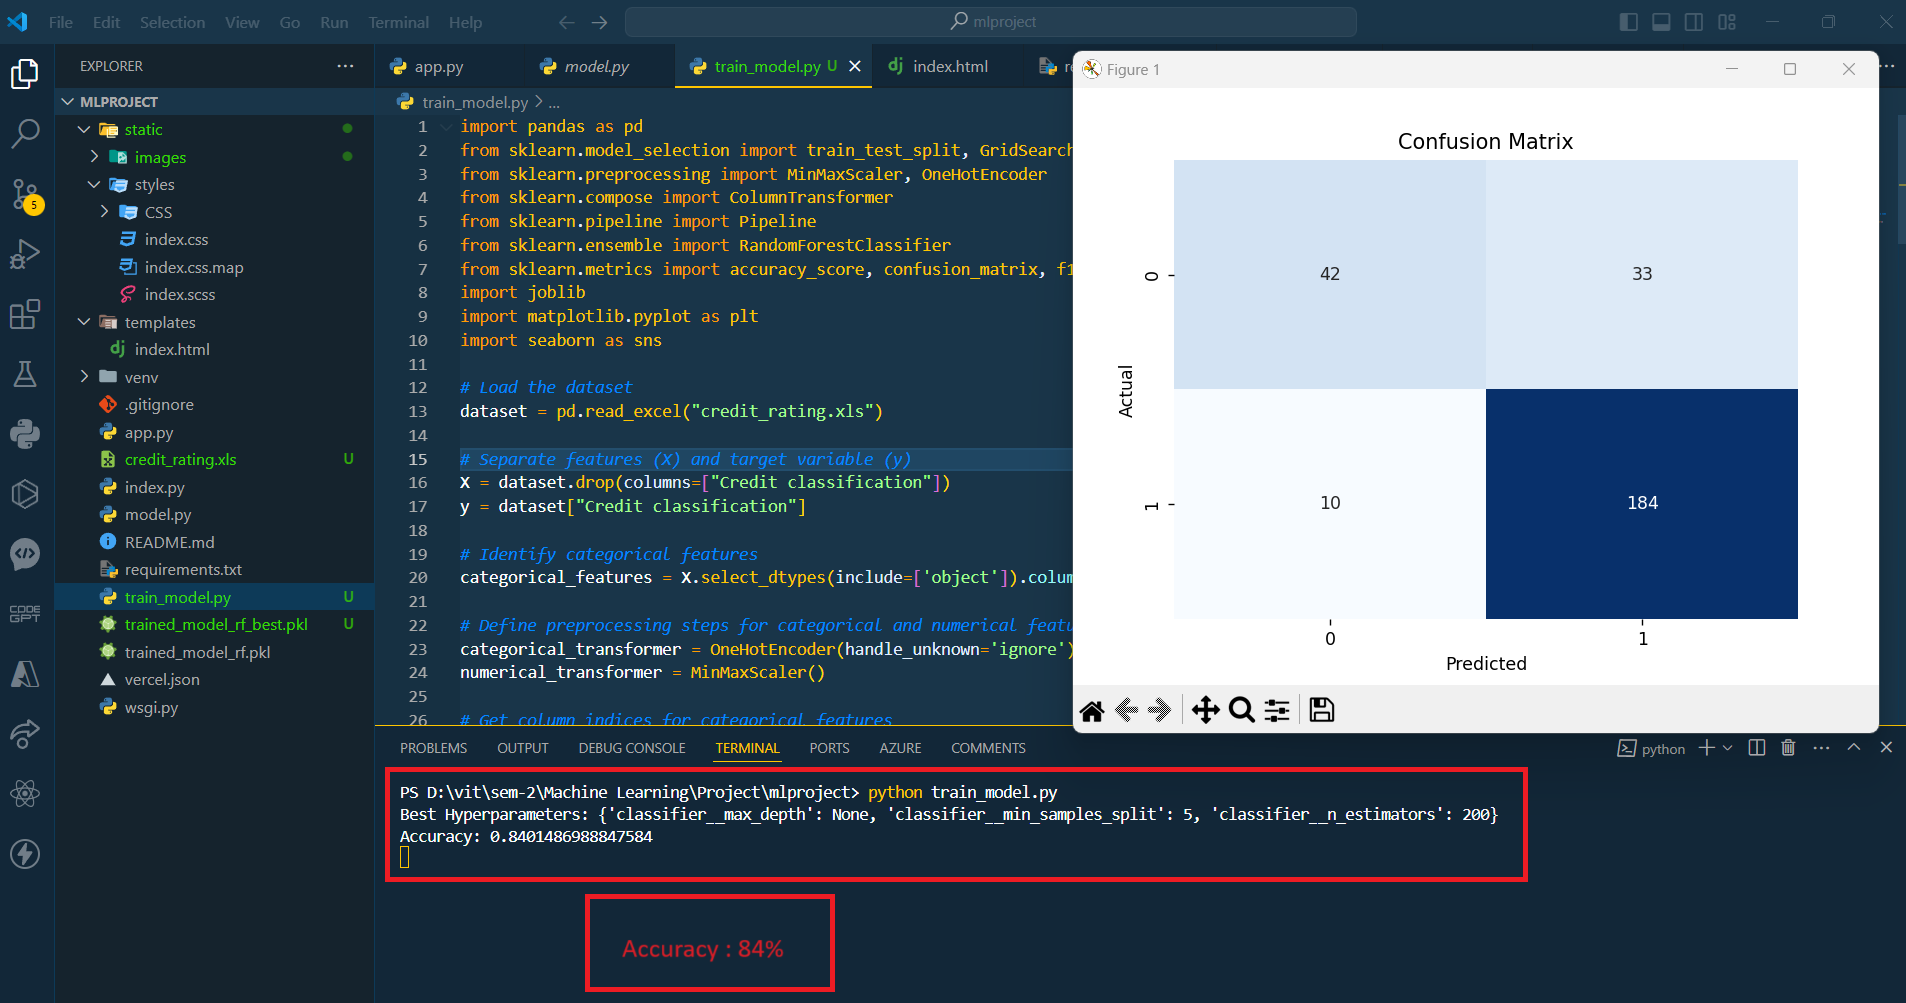 File Edit Selection View Go Run Terminal Help
mlproject
EXPLORER
MLPROJECT
static
images
styles
CSS
index.css
index.css.map
index.scss
templates
index.html
venv
.gitignore
app.py
credit_rating.xls U
index.py
model.py
README.md
requirements.txt
train_model.py U
trained_model_rf_best.pkl U
trained_model_rf.pkl
vercel.json
wsgi.py
5
CODE
GPT
app.py model.py train_model.py U index.html re
train_model.py > ...
1 import pandas as pd
2 from sklearn.model_selection import train_test_split, GridSearch
3 from sklearn.preprocessing import MinMaxScaler, OneHotEncoder
4 from sklearn.compose import ColumnTransformer
5 from sklearn.pipeline import Pipeline
6 from sklearn.ensemble import RandomForestClassifier
7 from sklearn.metrics import accuracy_score, confusion_matrix, f1
8 import joblib
9 import matplotlib.pyplot as plt
10 import seaborn as sns
11
12 # Load the dataset
13 dataset = pd.read_excel("credit_rating.xls")
14
15 # Separate features (X) and target variable (y)
16 X = dataset.drop(columns=["Credit classification"])
17 y = dataset["Credit classification"]
18
19 # Identify categorical features
20 categorical_features = X.select_dtypes(include=['object']).colum
21
22 # Define preprocessing steps for categorical and numerical featu
23 categorical_transformer = OneHotEncoder(handle_unknown='ignore')
24 numerical_transformer = MinMaxScaler()
25
26 # Get column indices for categorical features
Figure 1
Confusion Matrix
Actual
0 42 33
1 10 184
0 1
Predicted
PROBLEMS OUTPUT DEBUG CONSOLE TERMINAL PORTS AZURE COMMENTS
python
PS D:\vit\sem-2\Machine Learning\Project\mlproject> python train_model.py
Best Hyperparameters: {'classifier__max_depth': None, 'classifier__min_samples_split': 5, 'classifier__n_estimators': 200}
Accuracy: 0.8401486988847584
Accuracy : 84%